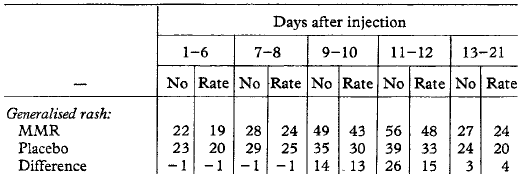 Days after injection
1–6 7–8 9–10 11–12 13–21
— No Rate No Rate No Rate No Rate No Rate
Generalised rash:
MMR 22 19 28 24 49 43 56 48 27 24
Placebo 23 20 29 25 35 30 39 33 24 20
Difference −1 −1 −1 −1 14 13 26 15 3 4